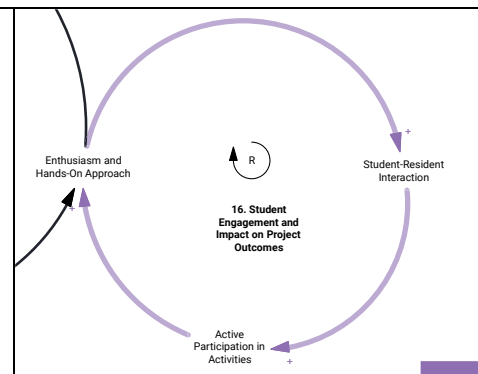 +
R
Enthusiasm and
Hands-On Approach
Student-Resident
Interaction
+
16. Student
Engagement and
Impact on Project
Outcomes
Active
Participation in
Activities
+